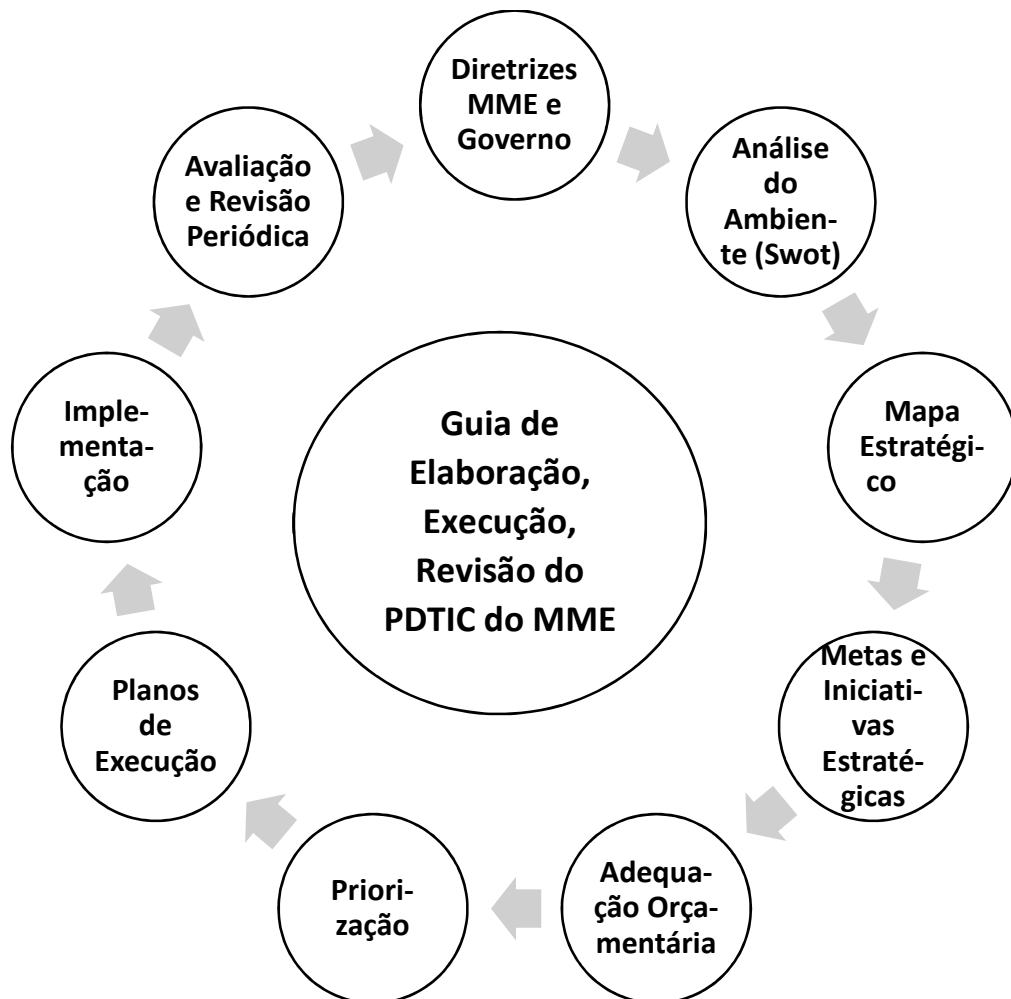 Diretrizes
MME e
Governo
Análise
do
Ambien-
te (Swot)
Mapa
Estratégi-
co
Metas e
Iniciati-
vas
Estraté-
gicas
Adequa-
ção Orça-
mentária
Priori-
zação
Planos
de
Execução
Imple-
menta-
ção
Avaliação
e Revisão
Periódica
Guia de
Elaboração,
Execução,
Revisão do
PDTIC do MME